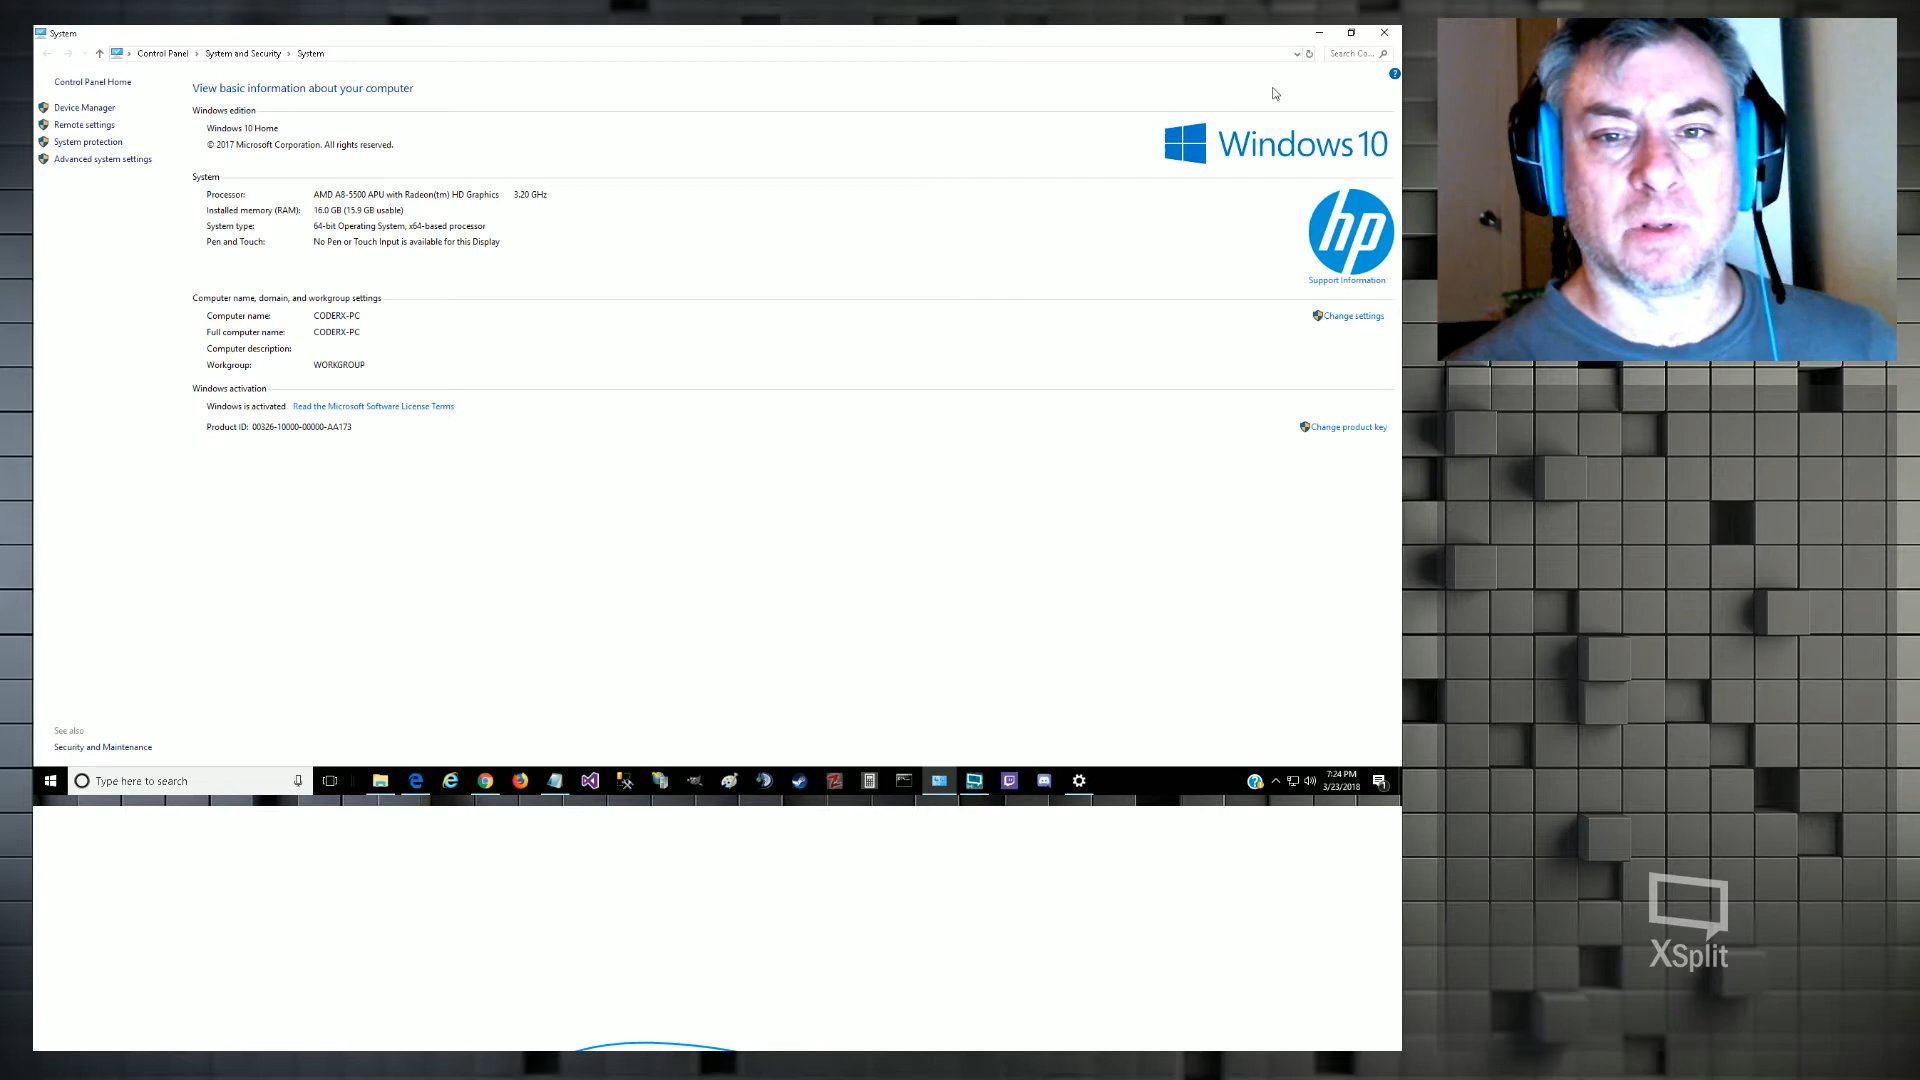 System
Control Panel > System and Security > System
Search Co...
?
Control Panel Home
Device Manager
Remote settings
System protection
Advanced system settings
View basic information about your computer
Windows edition
Windows 10 Home
© 2017 Microsoft Corporation. All rights reserved.
Windows 10
System
Processor: AMD A8-5500 APU with Radeon(tm) HD Graphics 3.20 GHz
Installed memory (RAM): 16.0 GB (15.9 GB usable)
System type: 64-bit Operating System, x64-based processor
Pen and Touch: No Pen or Touch Input is available for this Display
hp
Support Information
Computer name, domain, and workgroup settings
Computer name: CODERX-PC
Change settings
Full computer name: CODERX-PC
Computer description:
Workgroup: WORKGROUP
Windows activation
Windows is activated Read the Microsoft Software License Terms
Product ID: 00326-10000-00000-AA173
Change product key
See also
Security and Maintenance
Type here to search
7:24 PM
3/23/2018
1
XSplit